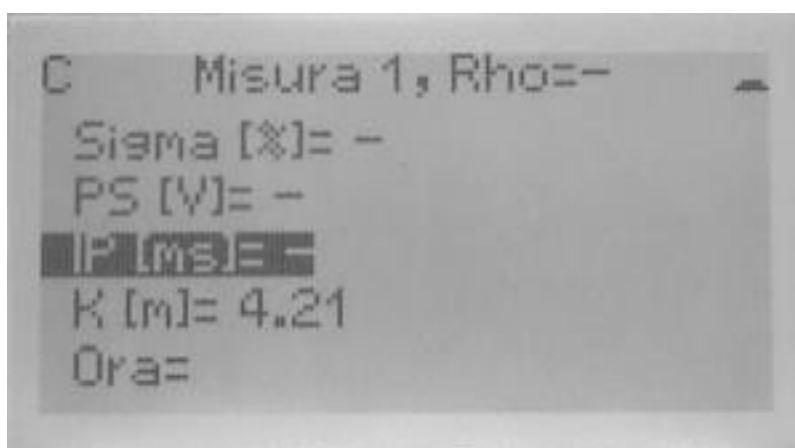 C Misura 1, Rho=-
Sigma [%]= -
PS [V]= -
IP [ms]= -
K [m]= 4.21
Ora=